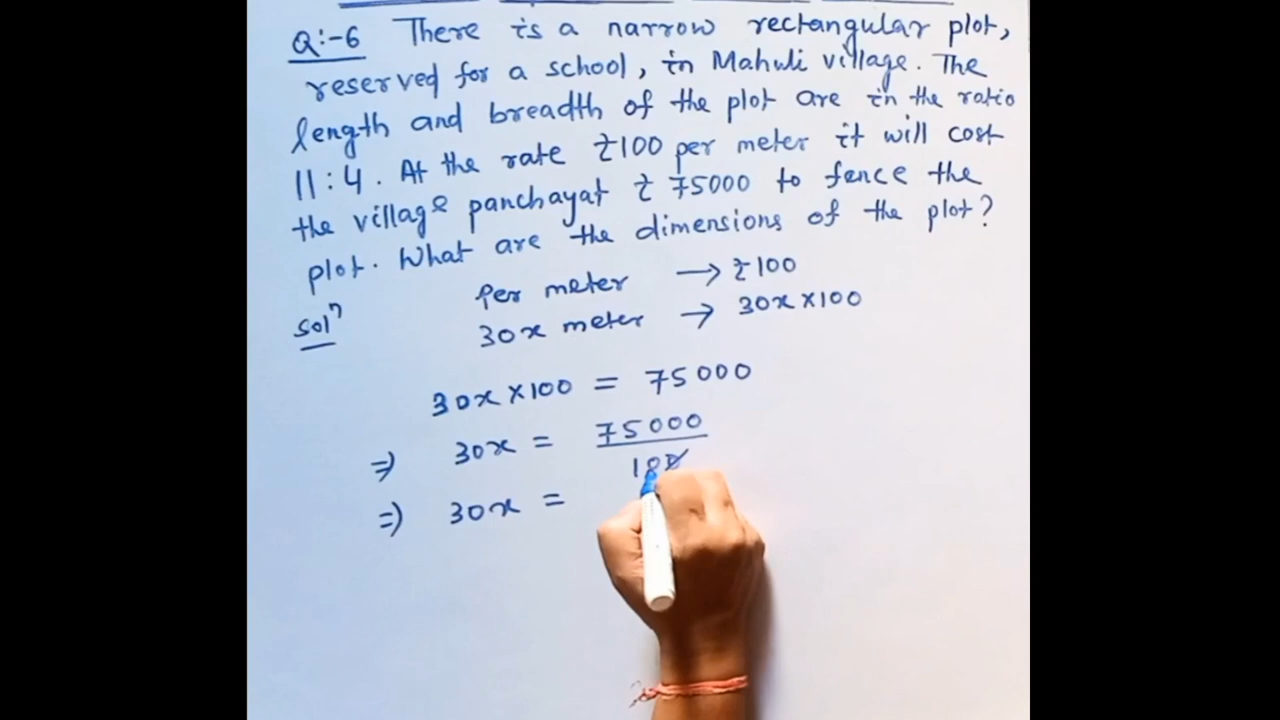 Q:-6 There is a narrow rectangular plot,
reserved for a school, in Mahuli village. The
length and breadth of the plot are in the ratio
11:4. At the rate ₹100 per meter it will cost
the village panchayat ₹ 75000 to fence the
plot. What are the dimensions of the plot?
Solⁿ
Per meter → ₹100
30x meter → 30x×100
30x×100 = 75000
⇒ 30x = 75000
100
⇒ 30x =